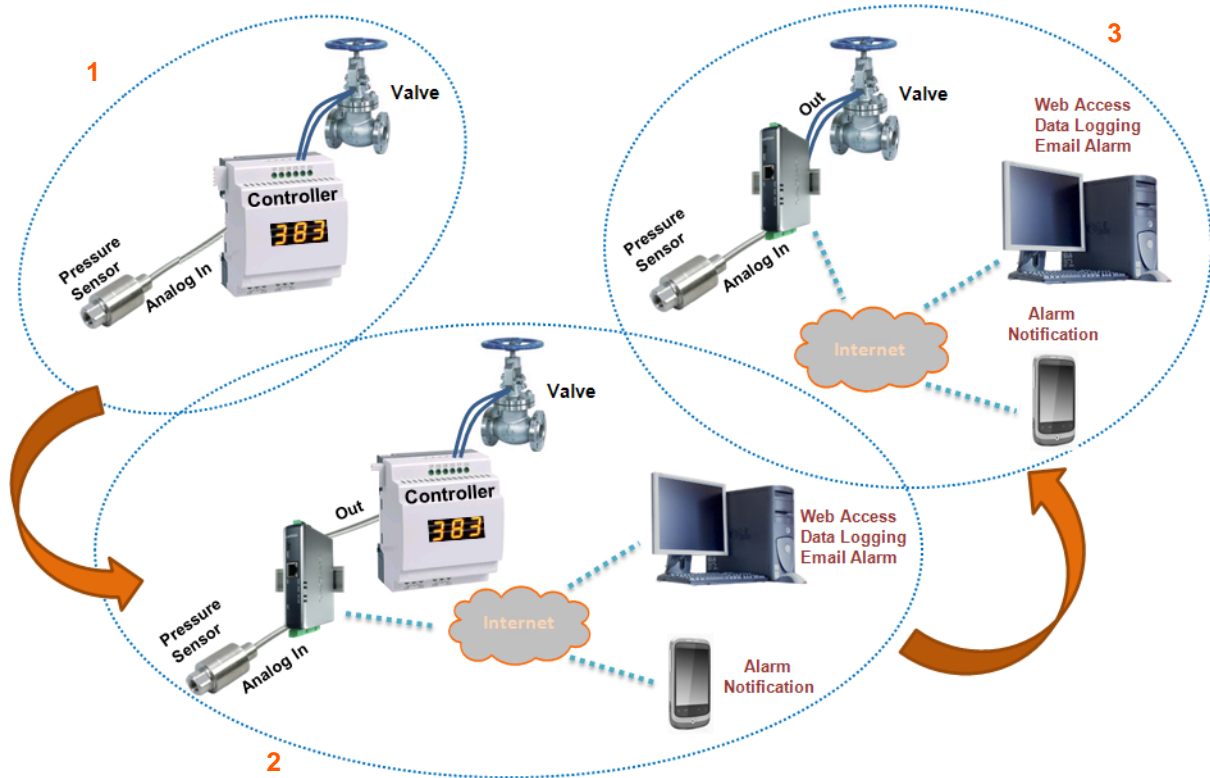 1
Valve
Controller
383
Pressure
Sensor
Analog In
3
Out
Valve
Web Access
Data Logging
Email Alarm
Pressure
Sensor
Analog In
Internet
Alarm
Notification
Valve
Controller
383
Out
Web Access
Data Logging
Email Alarm
Pressure
Sensor
Analog In
Internet
Alarm
Notification
2